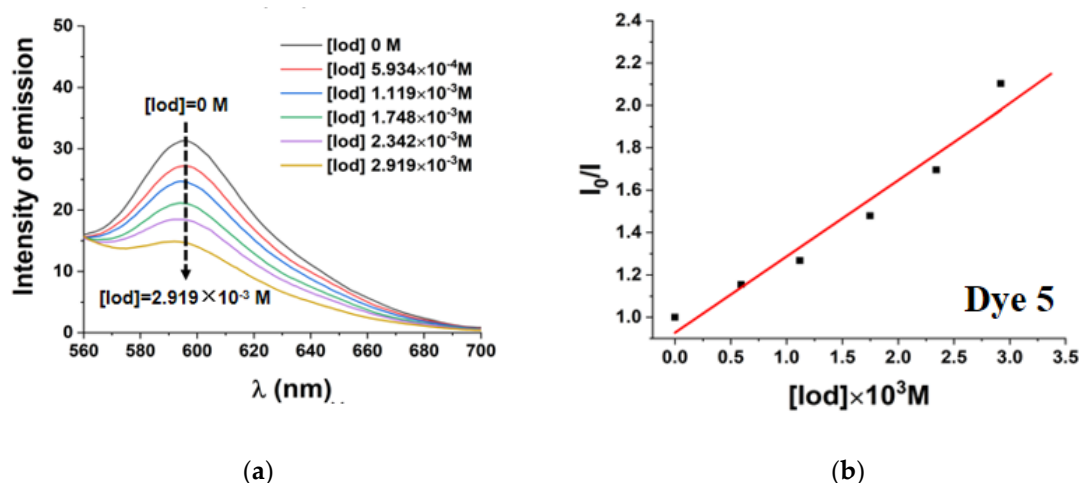 50
40
30
20
10
0
Intensity of emission
[Iod] 0 M
[Iod] 5.934×10⁻⁴M
[Iod] 1.119×10⁻³M
[Iod] 1.748×10⁻³M
[Iod] 2.342×10⁻³M
[Iod] 2.919×10⁻³M
[Iod]=0 M
[Iod]=2.919×10⁻³ M
560 580 600 620 640 660 680 700
λ (nm)
(a)
2.4
2.2
2.0
1.8
1.6
1.4
1.2
1.0
I₀/I
Dye 5
0.0 0.5 1.0 1.5 2.0 2.5 3.0 3.5
[Iod]×10³M
(b)